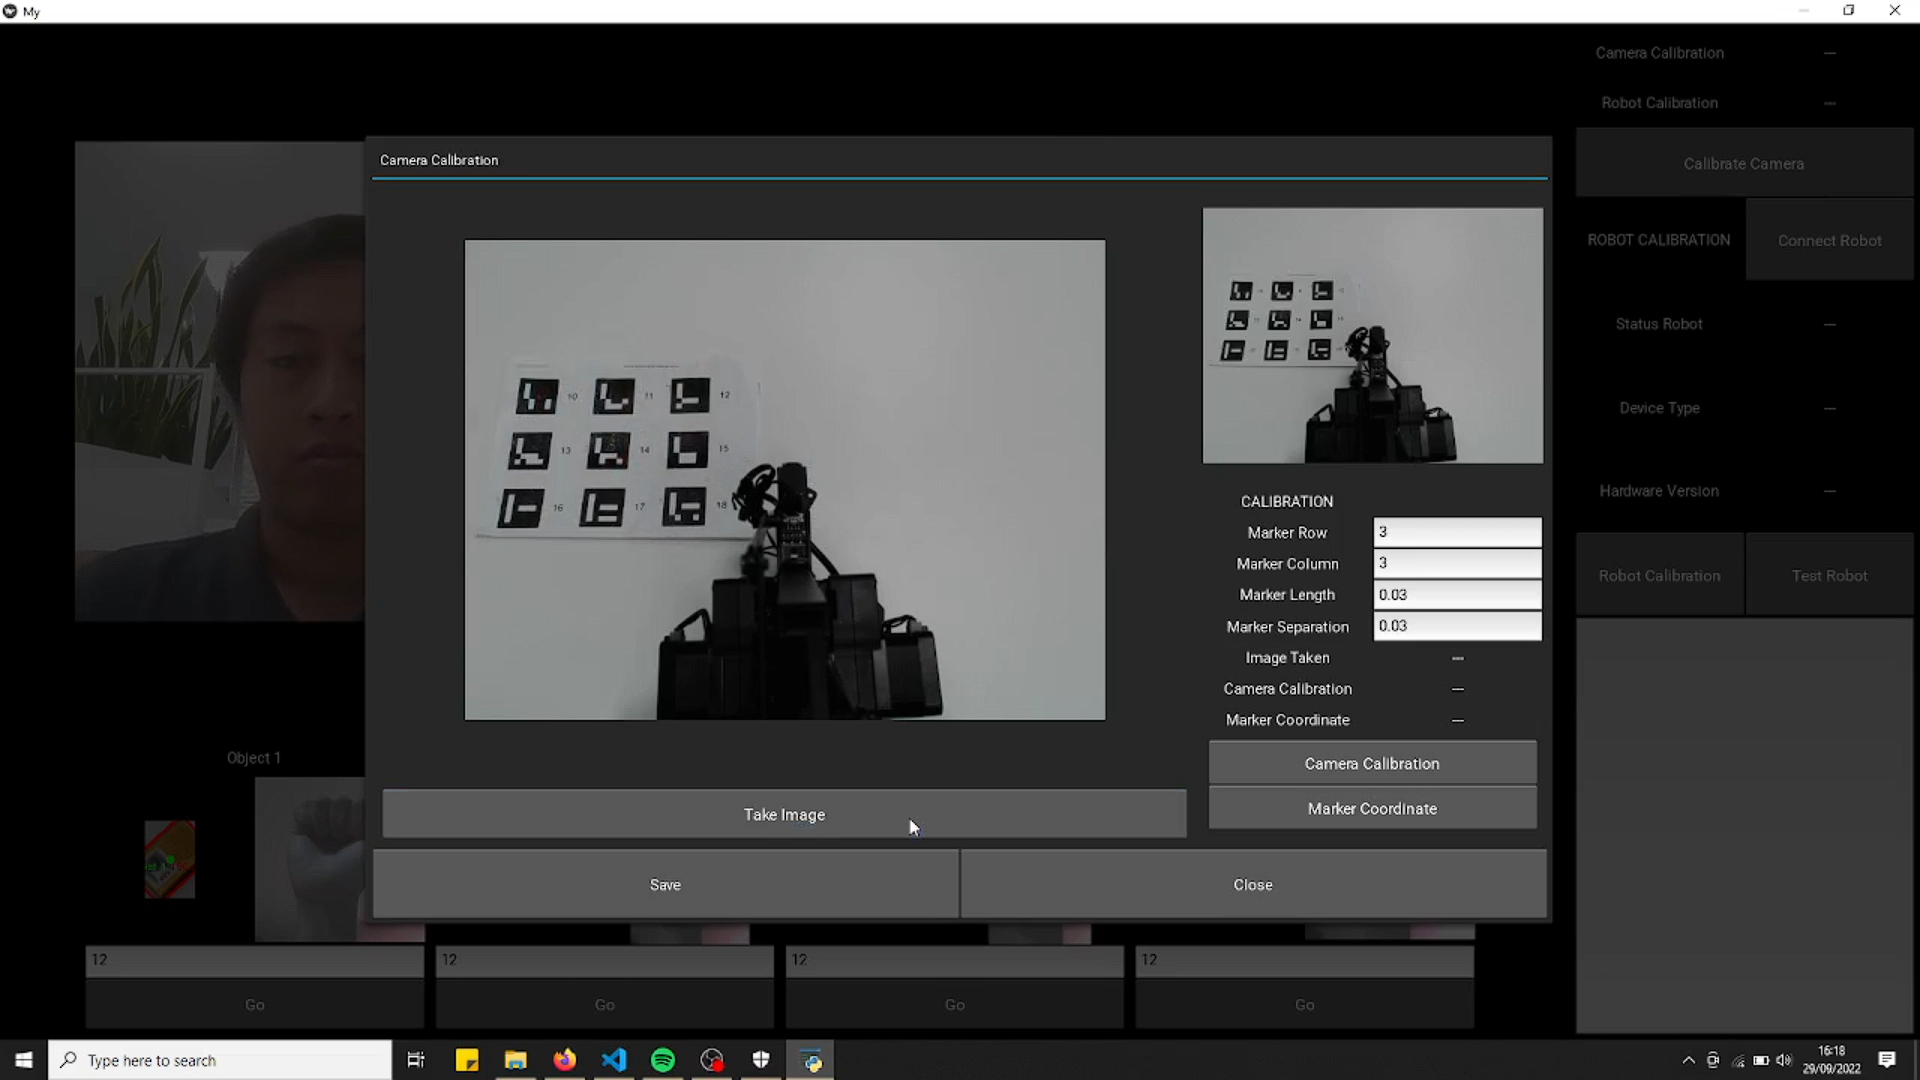 My
Camera Calibration —
Robot Calibration —
Calibrate Camera
ROBOT CALIBRATION
Connect Robot
Status Robot —
Device Type —
Hardware Version —
Robot Calibration
Test Robot
Camera Calibration
10 11 12
13 14 15
16 17 18
CALIBRATION
Marker Row 3
Marker Column 3
Marker Length 0.03
Marker Separation 0.03
Image Taken —
Camera Calibration —
Marker Coordinate —
Camera Calibration
Marker Coordinate
Take Image
Save
Close
Object 1
12 12 12 12
Go Go Go Go
Type here to search
16:18
29/09/2022